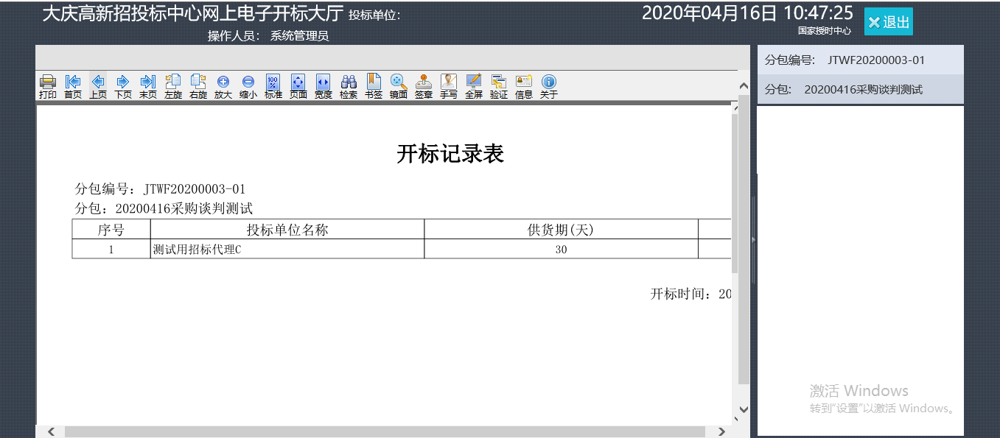 大庆高新招投标中心网上电子开标大厅 投标单位：
操作人员： 系统管理员
2020年04月16日 10:47:25
国家授时中心
退出
打印 首页 上页 下页 末页 左旋 右旋 放大 缩小 标准 页面 宽度 检索 书签 镜面 签章 手写 全屏 验证 信息 关于
开标记录表
分包编号：JTWF20200003-01
分包：20200416采购谈判测试
序号 投标单位名称 供货期(天)
1 测试用招标代理C 30
开标时间：20
分包编号： JTWF20200003-01
分包： 20200416采购谈判测试
激活 Windows
转到“设置”以激活 Windows。